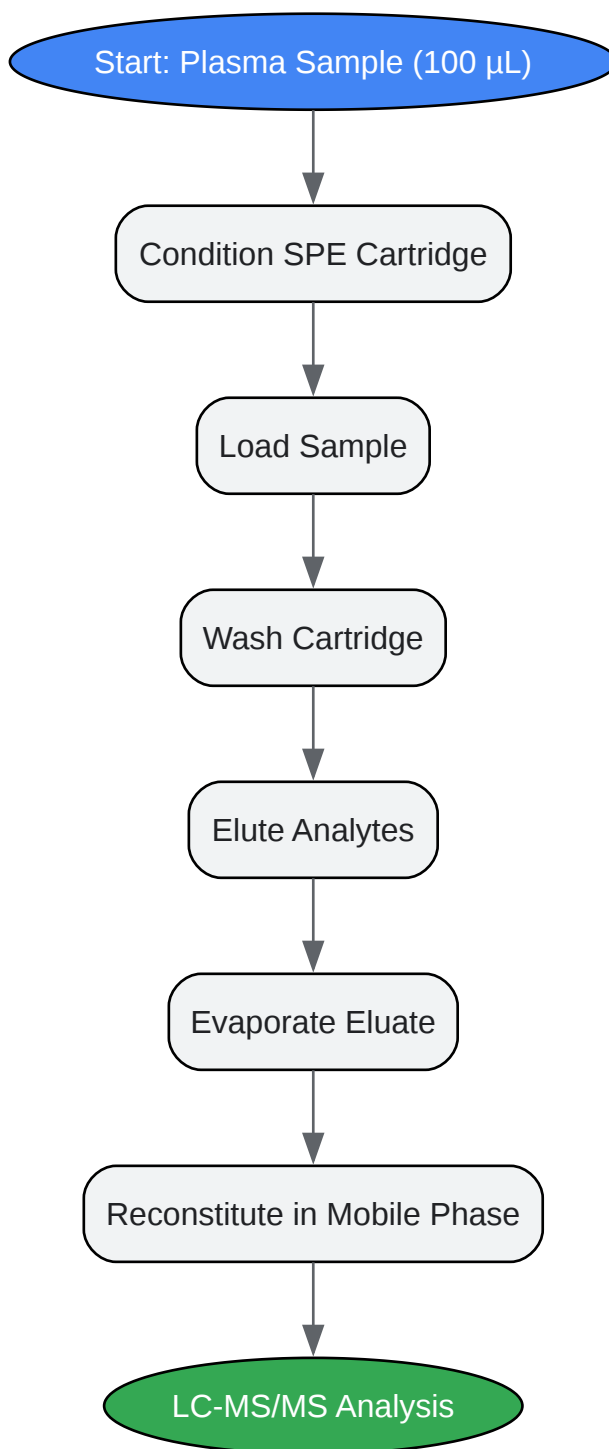 Start: Plasma Sample (100 µL)
Condition SPE Cartridge
Load Sample
Wash Cartridge
Elute Analytes
Evaporate Eluate
Reconstitute in Mobile Phase
LC-MS/MS Analysis